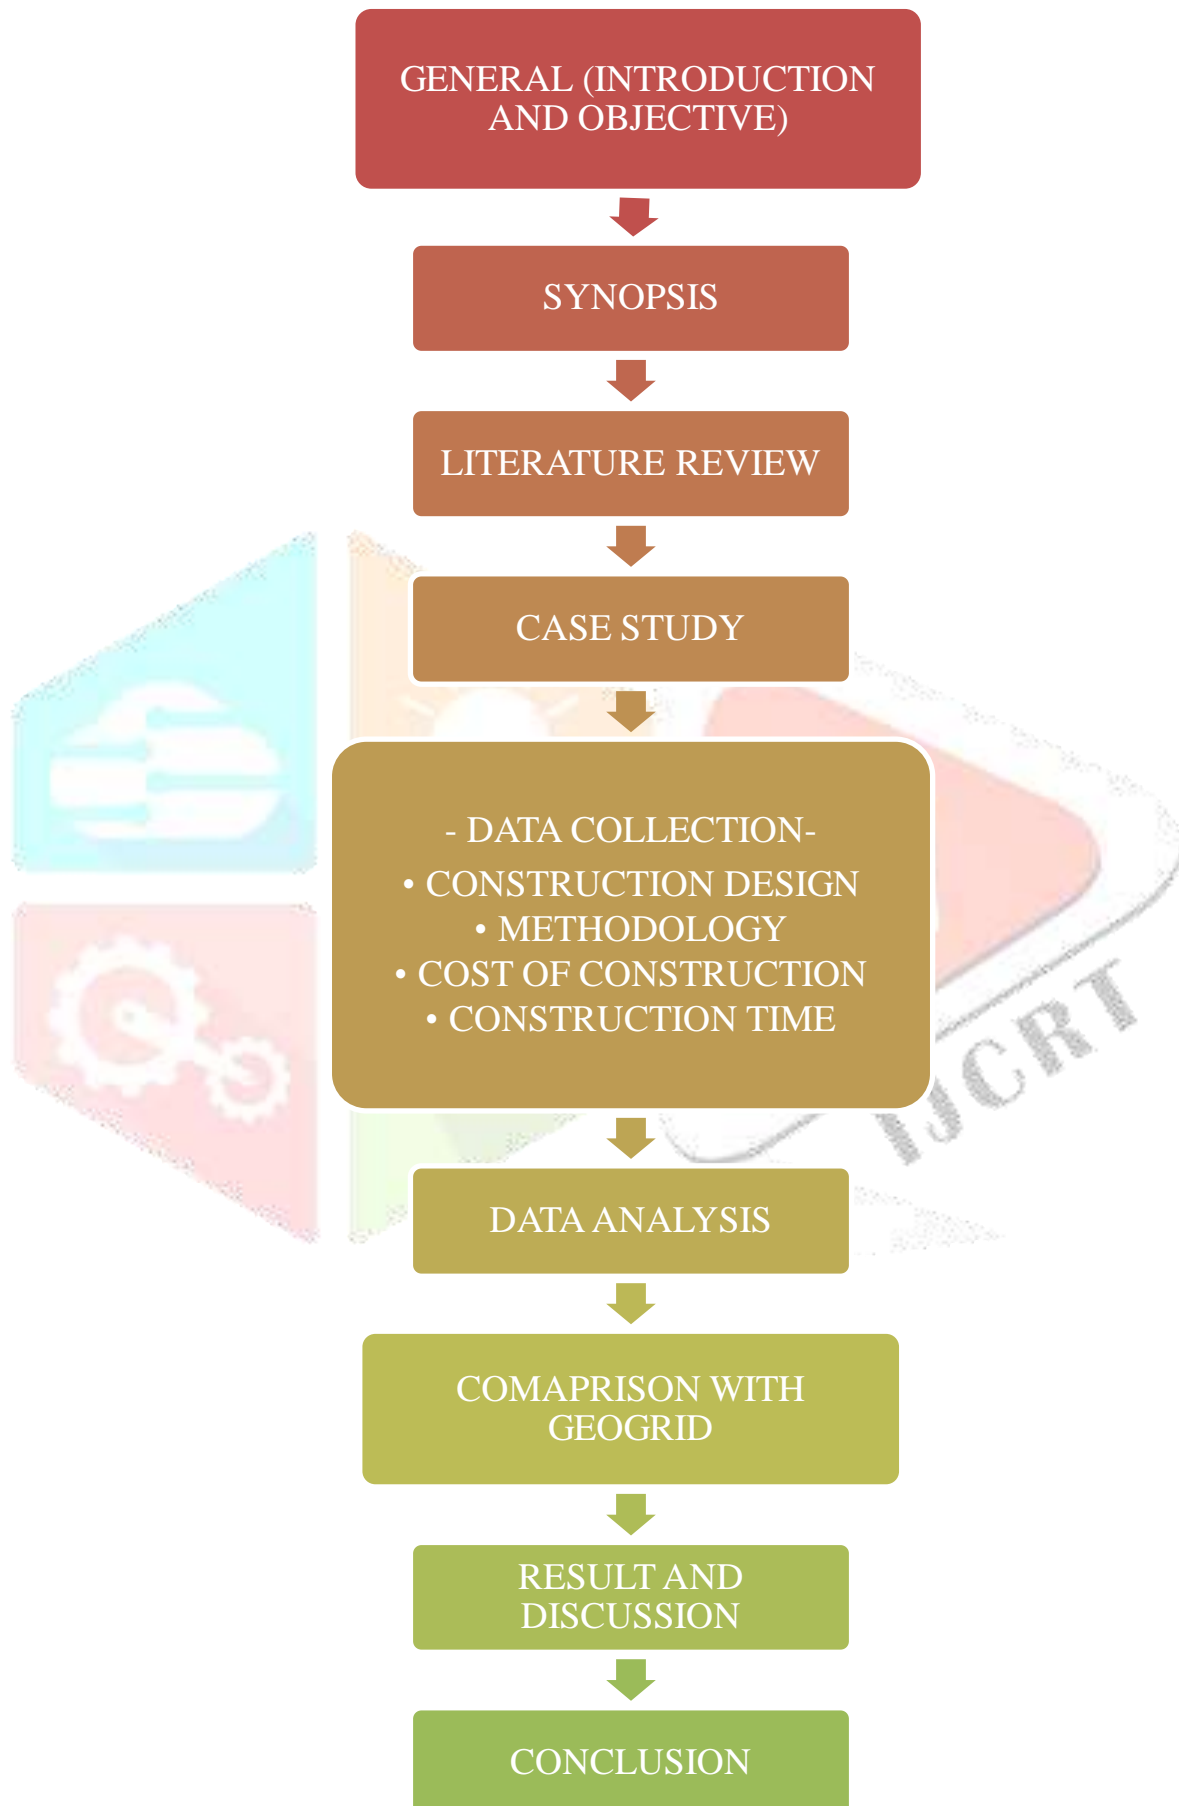 GENERAL (INTRODUCTION
AND OBJECTIVE)
SYNOPSIS
LITERATURE REVIEW
CASE STUDY
- DATA COLLECTION-
• CONSTRUCTION DESIGN
• METHODOLOGY
• COST OF CONSTRUCTION
• CONSTRUCTION TIME
IJCRT
DATA ANALYSIS
COMAPRISON WITH
GEOGRID
RESULT AND
DISCUSSION
CONCLUSION